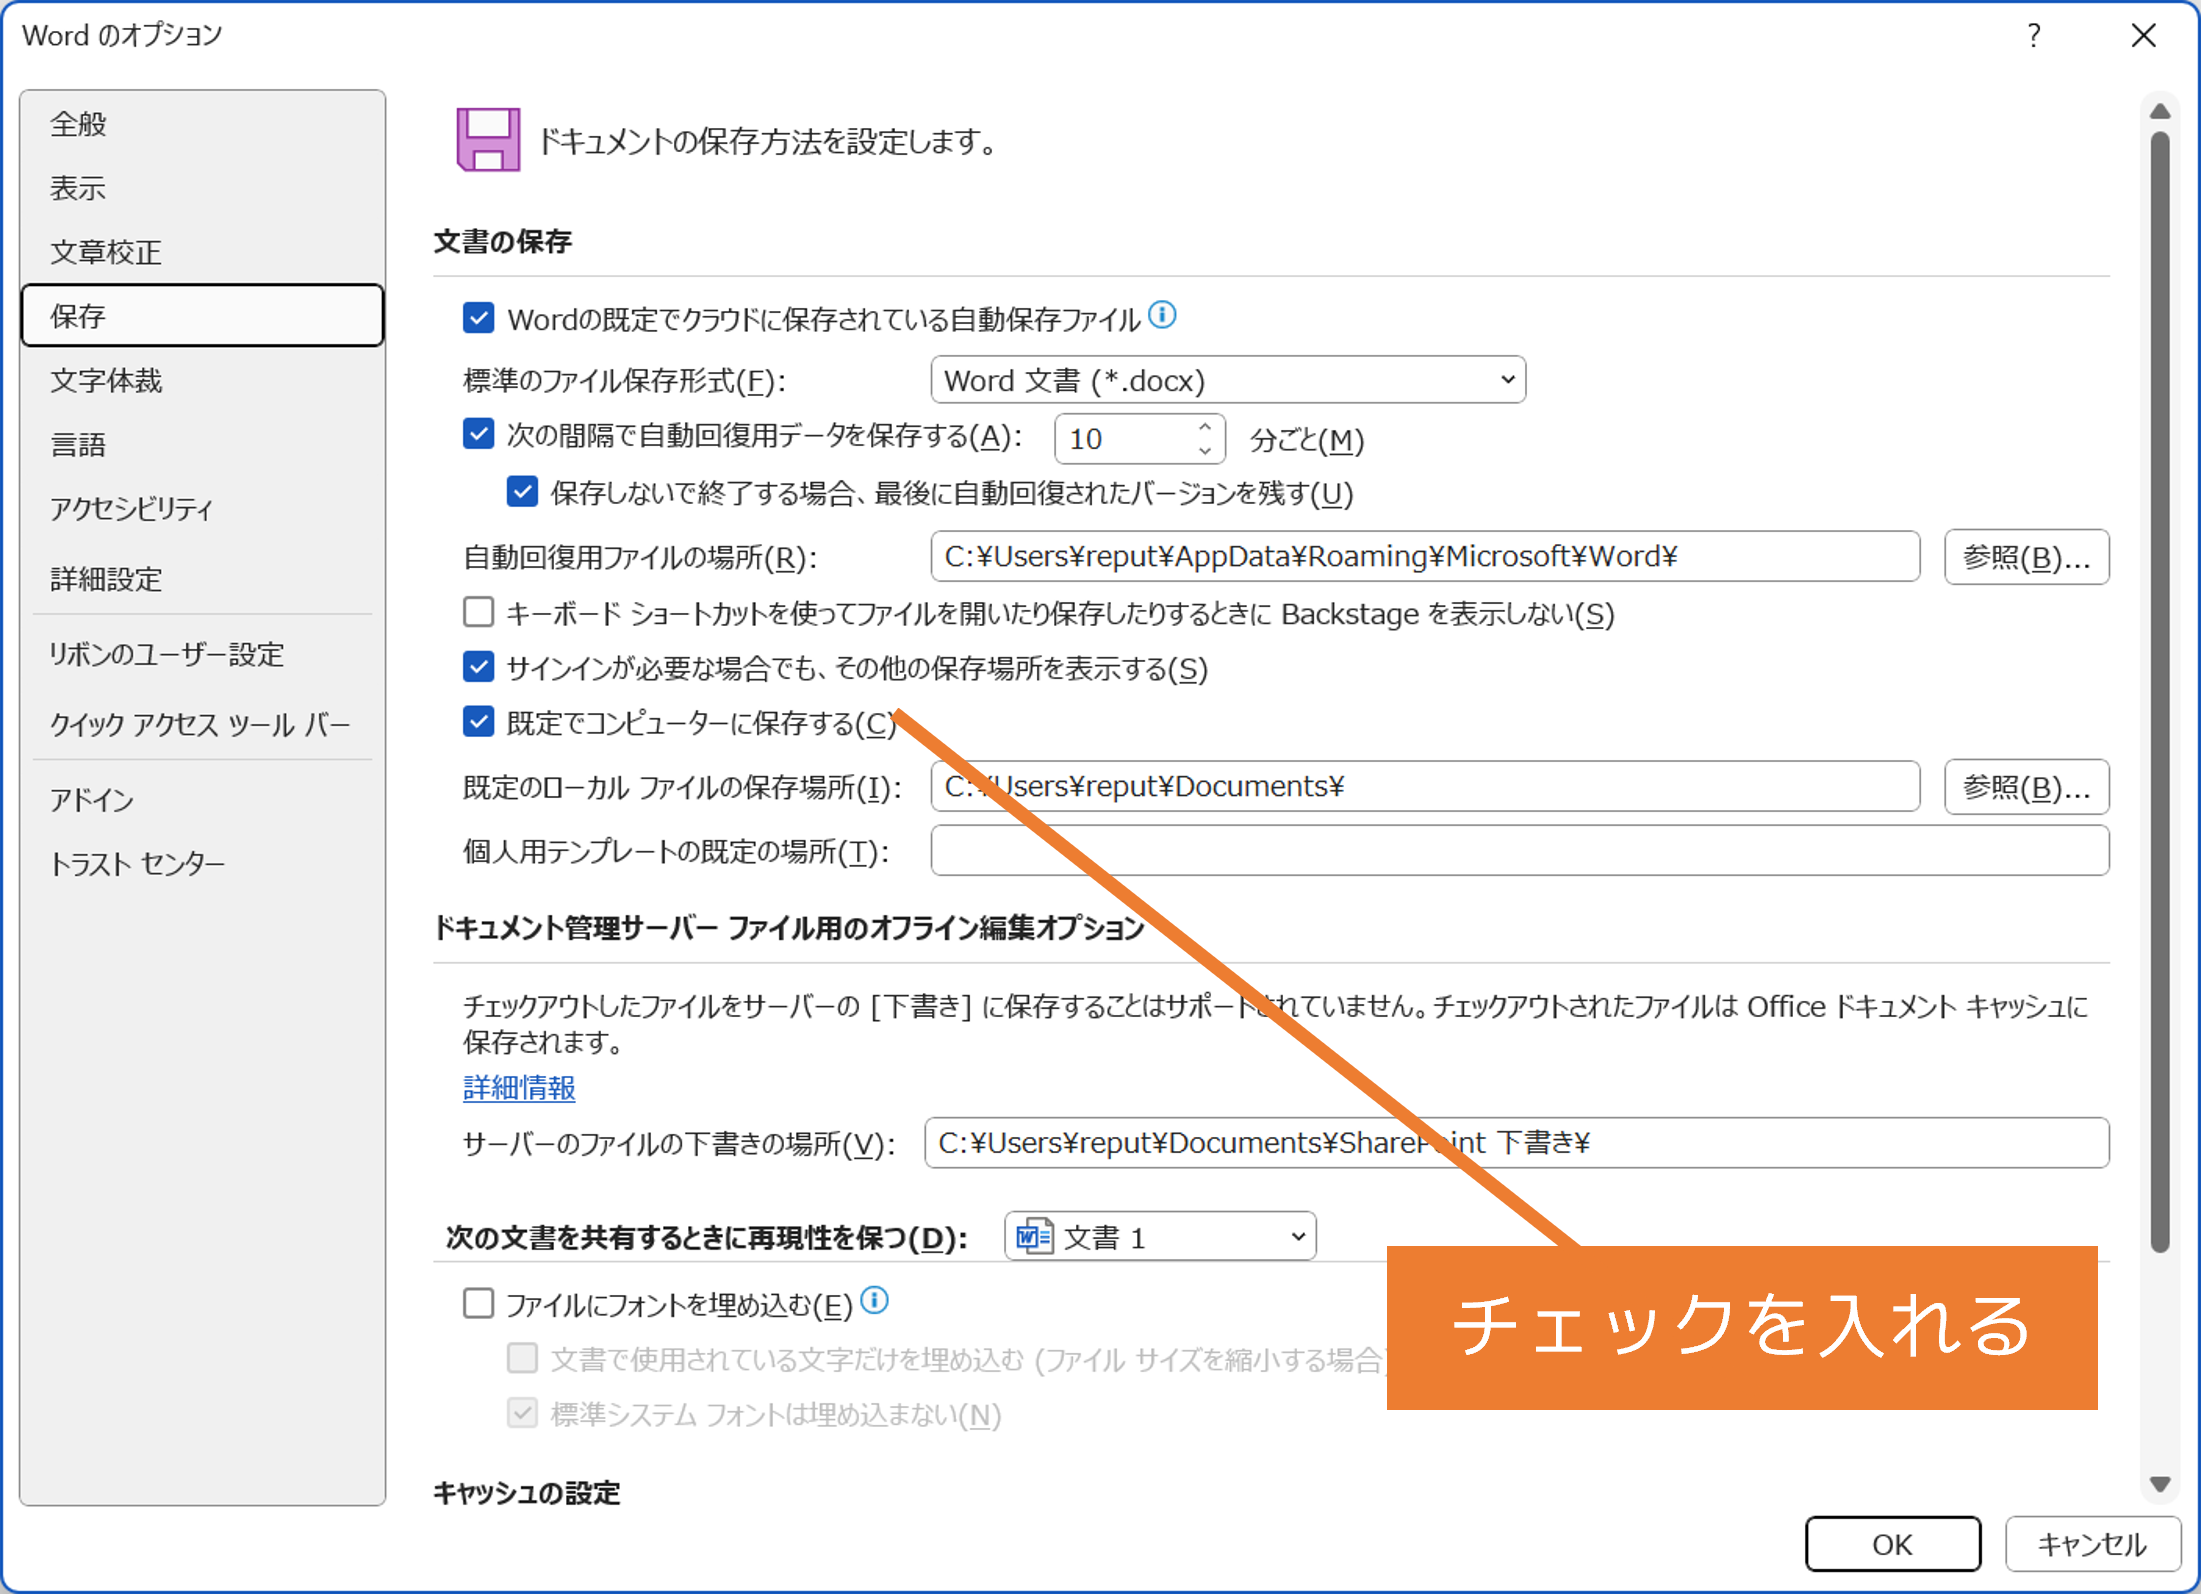 Word のオプション
?
全般
表示
文章校正
保存
文字体裁
言語
アクセシビリティ
詳細設定
リボンのユーザー設定
クイック アクセス ツール バー
アドイン
トラスト センター
ドキュメントの保存方法を設定します。
文書の保存
Wordの既定でクラウドに保存されている自動保存ファイル
標準のファイル保存形式(F): Word 文書 (*.docx)
次の間隔で自動回復用データを保存する(A): 10 分ごと(M)
保存しないで終了する場合、最後に自動回復されたバージョンを残す(U)
自動回復用ファイルの場所(R): C:¥Users¥reput¥AppData¥Roaming¥Microsoft¥Word¥ 参照(B)...
キーボード ショートカットを使ってファイルを開いたり保存したりするときに Backstage を表示しない(S)
サインインが必要な場合でも、その他の保存場所を表示する(S)
既定でコンピューターに保存する(C)
既定のローカル ファイルの保存場所(I): C:¥Users¥reput¥Documents¥ 参照(B)...
個人用テンプレートの既定の場所(T):
ドキュメント管理サーバー ファイル用のオフライン編集オプション
チェックアウトしたファイルをサーバーの [下書き] に保存することはサポートされていません。チェックアウトされたファイルは Office ドキュメント キャッシュに
保存されます。
詳細情報
サーバーのファイルの下書きの場所(V): C:¥Users¥reput¥Documents¥SharePoint 下書き¥
次の文書を共有するときに再現性を保つ(D): 文書 1
ファイルにフォントを埋め込む(E)
文書で使用されている文字だけを埋め込む (ファイル サイズを縮小する場合)
標準システム フォントは埋め込まない(N)
チェックを入れる
キャッシュの設定
OK キャンセル